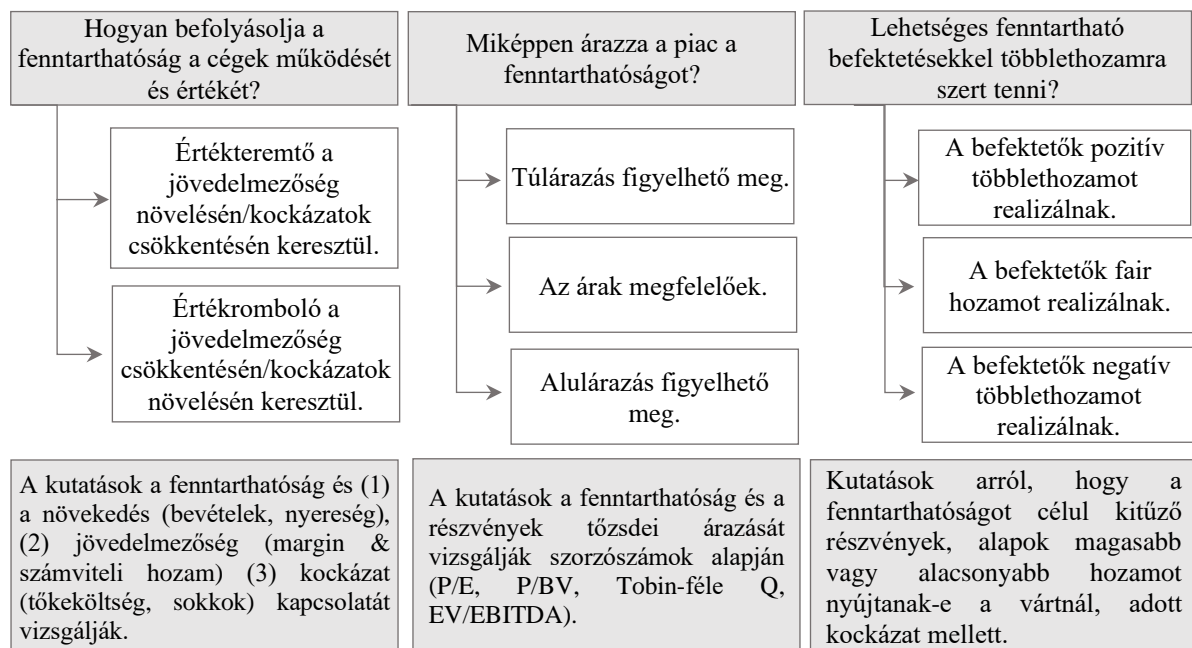 Hogyan befolyásolja a
fenntarthatóság a cégek működését
és értékét?
Értékteremtő a
jövedelmezőség
növelésén/kockázatok
csökkentésén keresztül.
Értékromboló a
jövedelmezőség
csökkentésén/kockázatok
növelésén keresztül.
A kutatások a fenntarthatóság és (1)
a növekedés (bevételek, nyereség),
(2) jövedelmezőség (margin &
számviteli hozam) (3) kockázat
(tőkeköltség, sokkok) kapcsolatát
vizsgálják.
Miképpen árazza a piac a
fenntarthatóságot?
Túlárazás figyelhető meg.
Az árak megfelelőek.
Alulárazás figyelhető
meg.
A kutatások a fenntarthatóság és a
részvények tőzsdei árazását
vizsgálják szorzószámok alapján
(P/E, P/BV, Tobin-féle Q,
EV/EBITDA).
Lehetséges fenntartható
befektetésekkel többlethozamra
szert tenni?
A befektetők pozitív
többlethozamot
realizálnak.
A befektetők fair
hozamot realizálnak.
A befektetők negatív
többlethozamot
realizálnak.
Kutatások arról, hogy a
fenntarthatóságot célul kitűző
részvények, alapok magasabb
vagy alacsonyabb hozamot
nyújtanak-e a vártnál, adott
kockázat mellett.